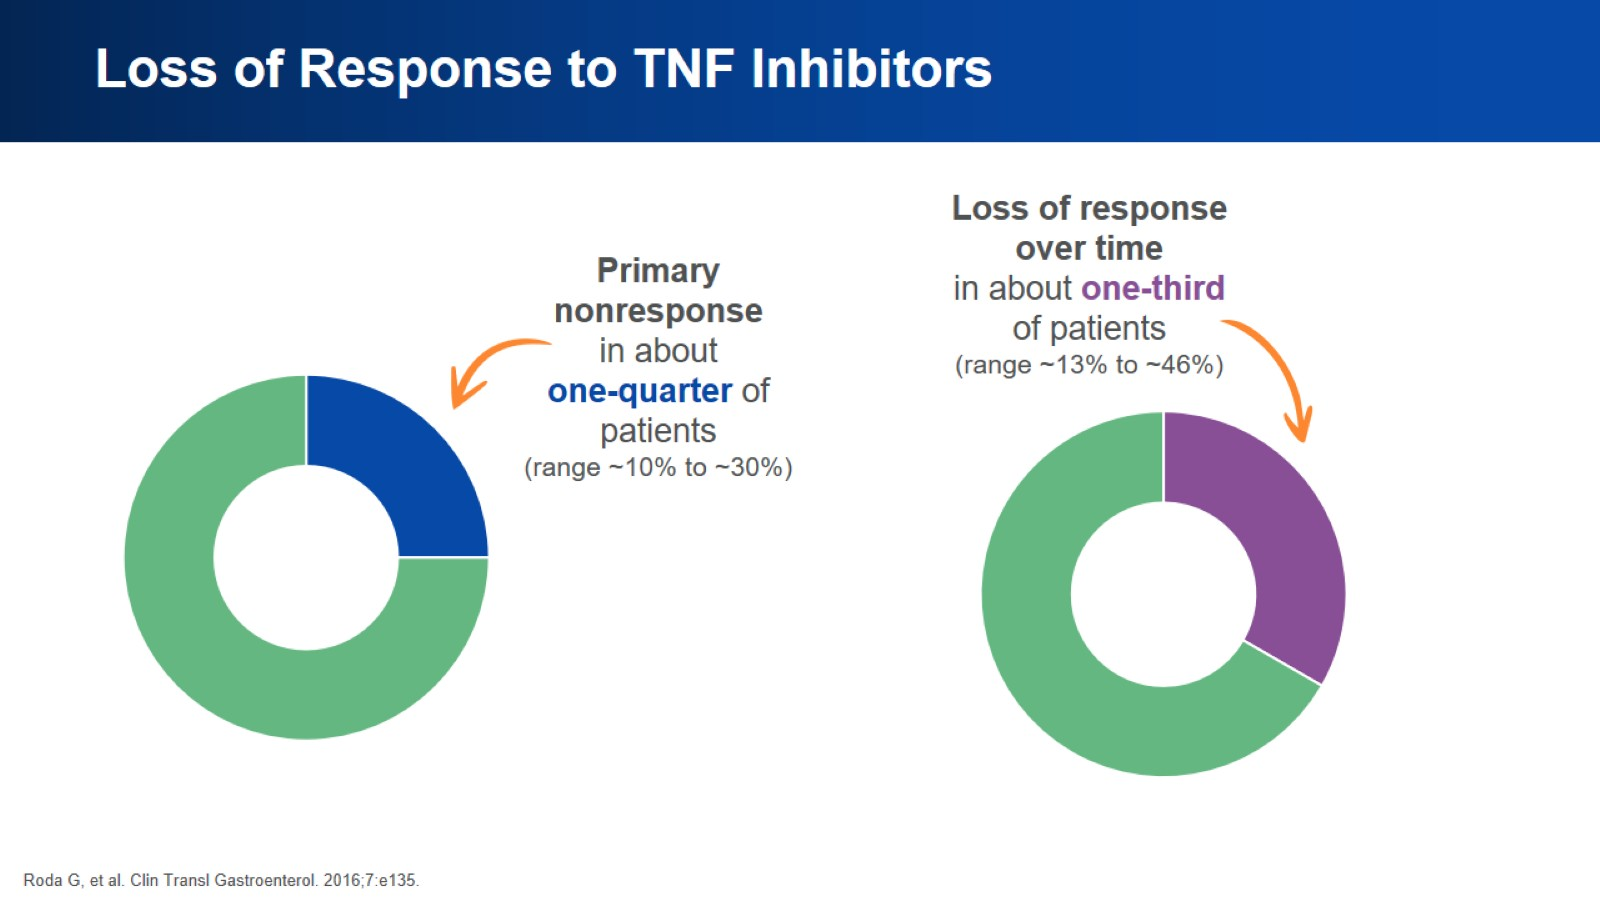 Loss of Response to TNF Inhibitors
Primary
nonresponse
in about
one-quarter of
patients
(range ~10% to ~30%)
Loss of response
over time
in about one-third
of patients
(range ~13% to ~46%)
Roda G, et al. Clin Transl Gastroenterol. 2016;7:e135.